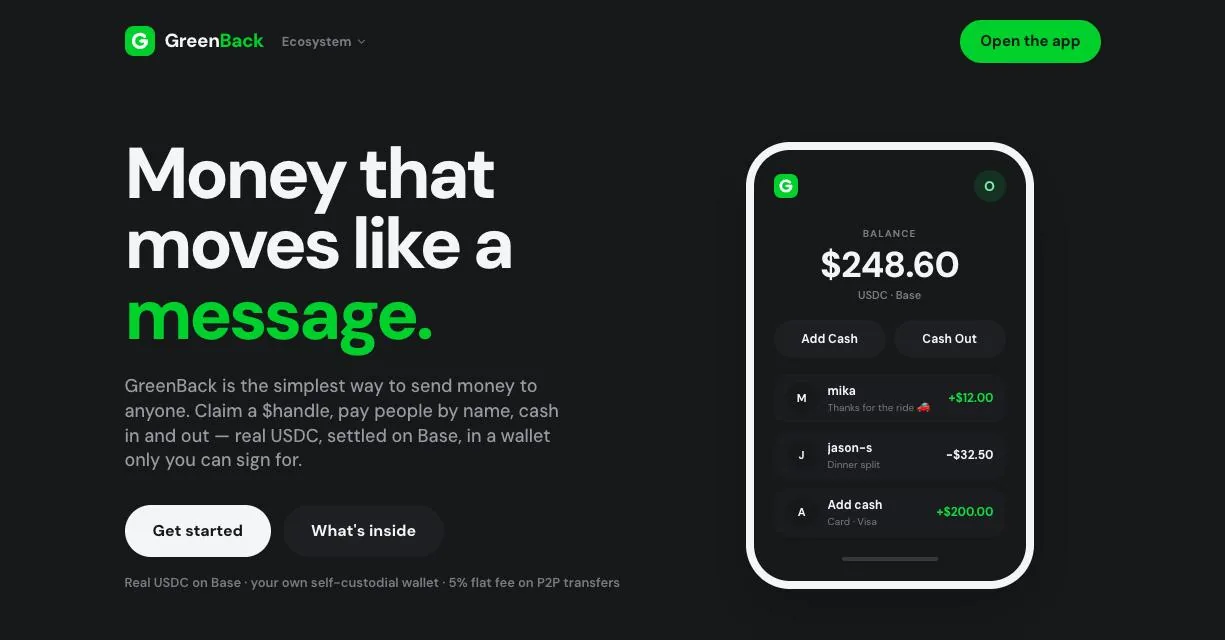 G GreenBack Ecosystem
Open the app
Money that
moves like a
message.
GreenBack is the simplest way to send money to
anyone. Claim a $handle, pay people by name, cash
in and out — real USDC, settled on Base, in a wallet
only you can sign for.
Get started
What's inside
Real USDC on Base · your own self-custodial wallet · 5% flat fee on P2P transfers
G
O
BALANCE
$248.60
USDC · Base
Add Cash
Cash Out
M
mika
Thanks for the ride 🚗
+$12.00
J
jason-s
Dinner split
-$32.50
A
Add cash
Card · Visa
+$200.00